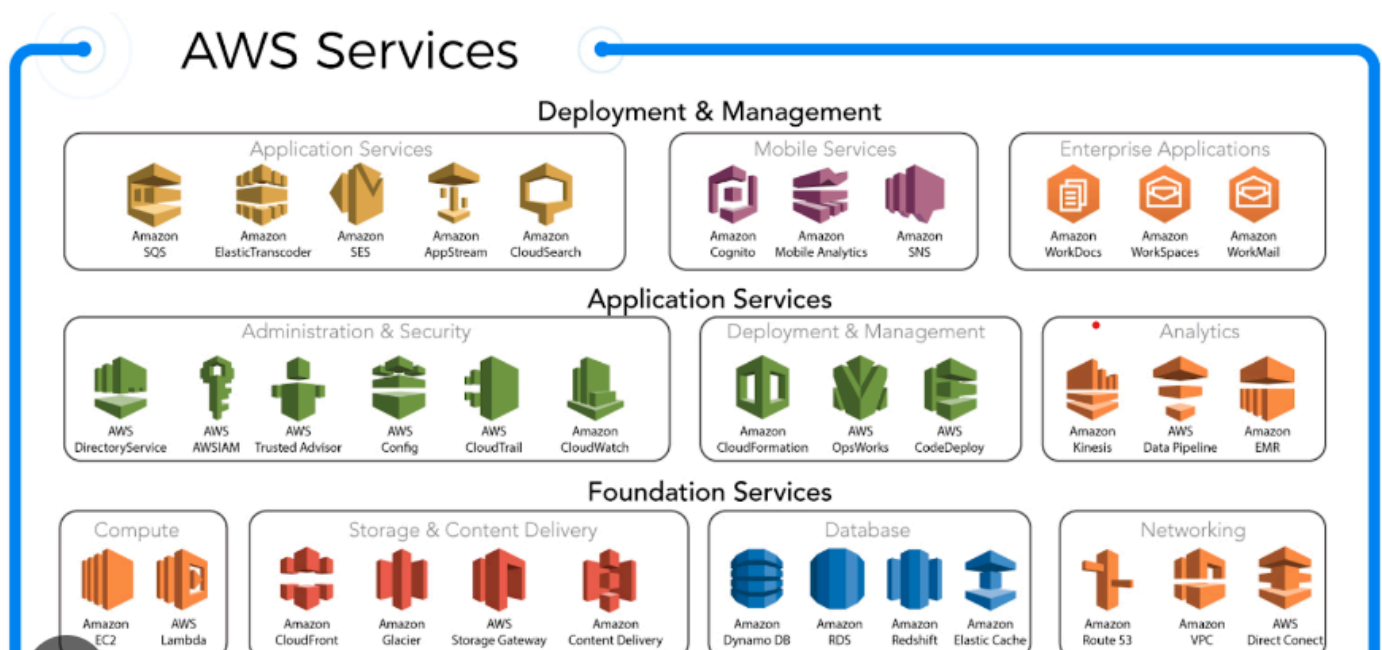 AWS Services
Deployment & Management
Application Services
Amazon SQS
Amazon ElasticTranscoder
Amazon SES
Amazon AppStream
Amazon CloudSearch
Mobile Services
Amazon Cognito
Amazon Mobile Analytics
Amazon SNS
Enterprise Applications
Amazon WorkDocs
Amazon WorkSpaces
Amazon WorkMail
Application Services
Administration & Security
AWS DirectoryService
AWS AWSIAM
AWS Trusted Advisor
AWS Config
AWS CloudTrail
Amazon CloudWatch
Deployment & Management
Amazon CloudFormation
AWS OpsWorks
AWS CodeDeploy
Analytics
Amazon Kinesis
AWS Data Pipeline
Amazon EMR
Foundation Services
Compute
Amazon EC2
AWS Lambda
Storage & Content Delivery
Amazon CloudFront
Amazon Glacier
AWS Storage Gateway
Amazon Content Delivery
Database
Amazon Dynamo DB
Amazon RDS
Amazon Redshift
Amazon Elastic Cache
Networking
Amazon Route 53
Amazon VPC
AWS Direct Conect